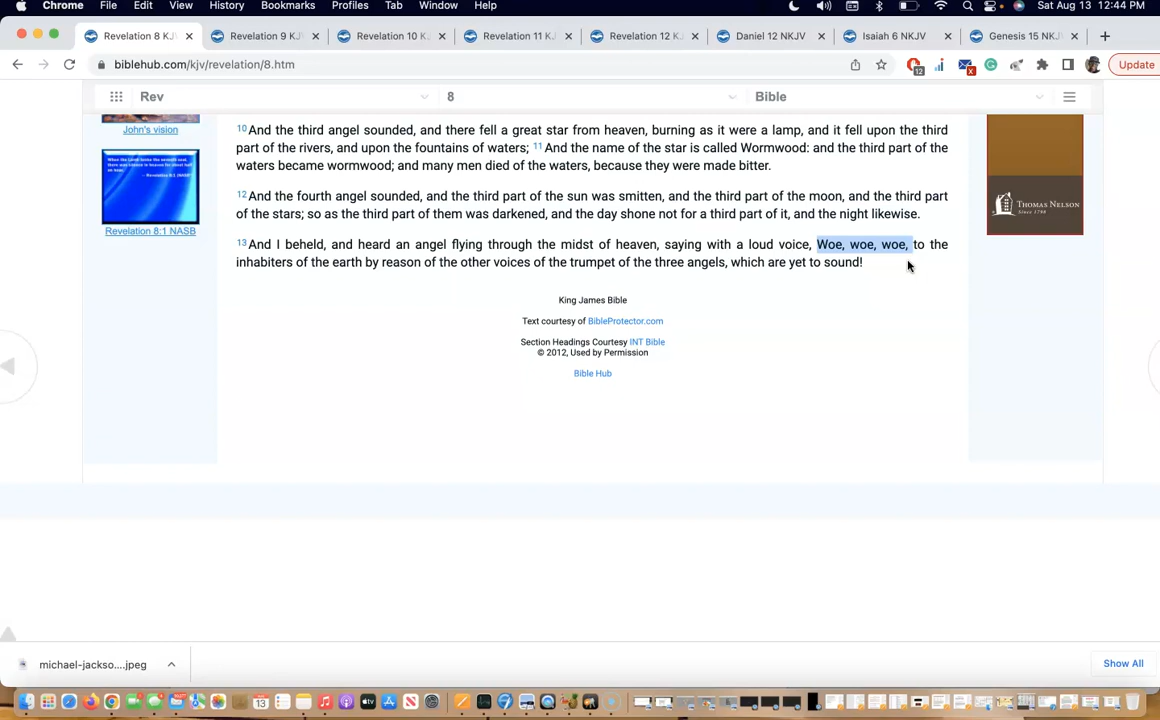 Chrome File Edit View History Bookmarks Profiles Tab Window Help Sat Aug 13 12:44 PM
Revelation 8 KJV Revelation 9 KJV Revelation 10 KJ Revelation 11 KJ Revelation 12 KJ Daniel 12 NKJV Isaiah 6 NKJV Genesis 15 NKJ
biblehub.com/kjv/revelation/8.htm 12 Update
Rev 8 Bible
John's vision
Revelation 8:1 NASB
10And the third angel sounded, and there fell a great star from heaven, burning as it were a lamp, and it fell upon the third
part of the rivers, and upon the fountains of waters; 11And the name of the star is called Wormwood: and the third part of the
waters became wormwood; and many men died of the waters, because they were made bitter.
12And the fourth angel sounded, and the third part of the sun was smitten, and the third part of the moon, and the third part
of the stars; so as the third part of them was darkened, and the day shone not for a third part of it, and the night likewise.
13And I beheld, and heard an angel flying through the midst of heaven, saying with a loud voice, Woe, woe, woe, to the
inhabiters of the earth by reason of the other voices of the trumpet of the three angels, which are yet to sound!
THOMAS NELSON
Since 1798
King James Bible
Text courtesy of BibleProtector.com
Section Headings Courtesy INT Bible
© 2012, Used by Permission
Bible Hub
michael-jackso....jpeg Show All